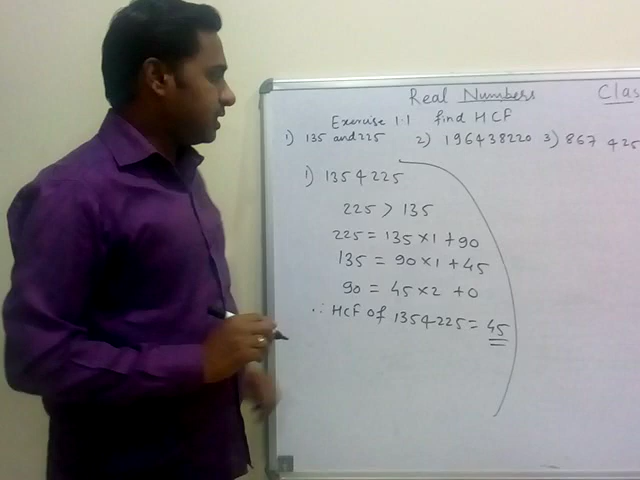 Real Numbers Clas
Exercise 1.1 find HCF
1) 135 and 225 2) 196 & 38220 3) 867 425
1) 135 & 225
225 > 135
225 = 135 × 1 + 90
135 = 90 × 1 + 45
90 = 45 × 2 + 0
∴ HCF of 135 & 225 = 45